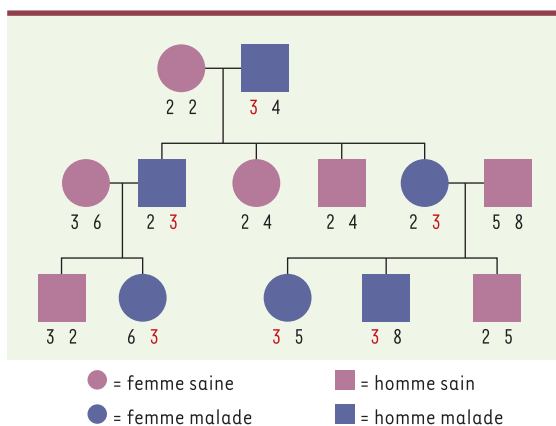 2 2 3 4
3 6 2 3 2 4 2 4 2 3 5 8
3 2 6 3 3 5 3 8 2 5
= femme saine = homme sain
= femme malade = homme malade